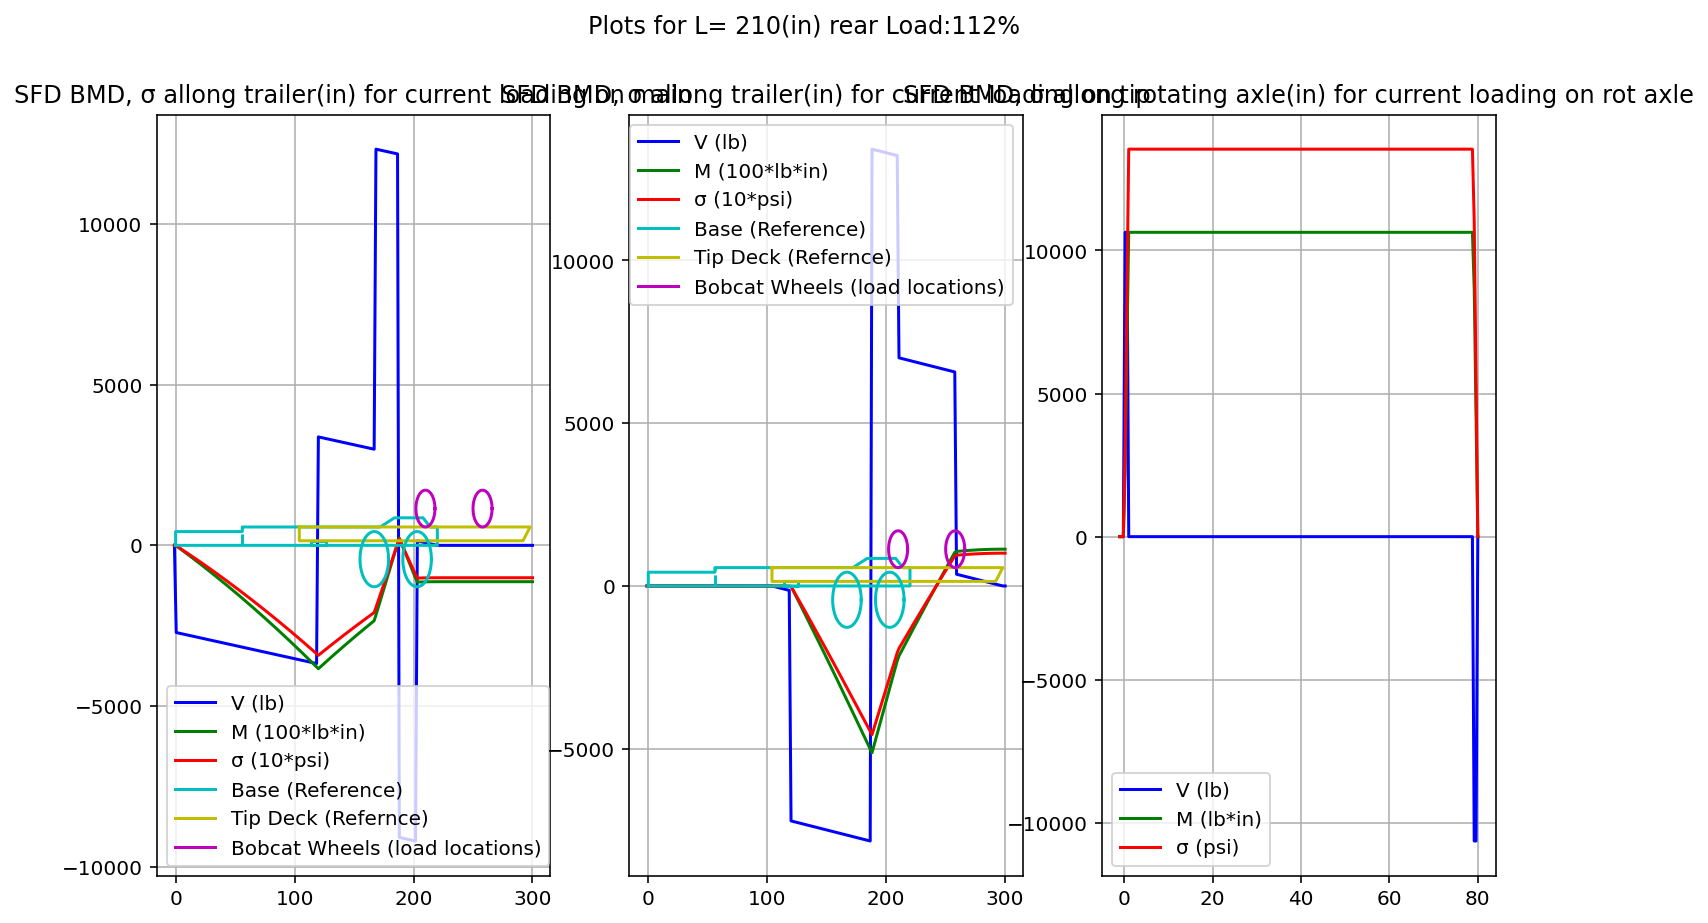 Plots for L= 210(in) rear Load:112%
SFD BMD, σ allong trailer(in) for current loading on main
SFD BMD, σ allong trailer(in) for current loading on tip
SFD BMD, σ allong rotating axle(in) for current loading on rot axle
10000
5000
0
−5000
−10000
0
100
200
300
V (lb)
M (100*lb*in)
σ (10*psi)
Base (Reference)
Tip Deck (Refernce)
Bobcat Wheels (load locations)
10000
5000
0
−5000
0
100
200
300
V (lb)
M (100*lb*in)
σ (10*psi)
Base (Reference)
Tip Deck (Refernce)
Bobcat Wheels (load locations)
10000
5000
0
−5000
−10000
0
20
40
60
80
V (lb)
M (lb*in)
σ (psi)